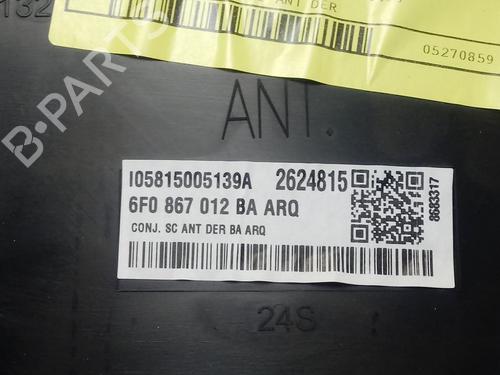 132
ANT DER
05270859
B-PARTS
ANT.
I05815005139A 2624815
6F0 867 012 BA ARQ
CONJ. SC ANT DER BA ARQ
8683317
24S